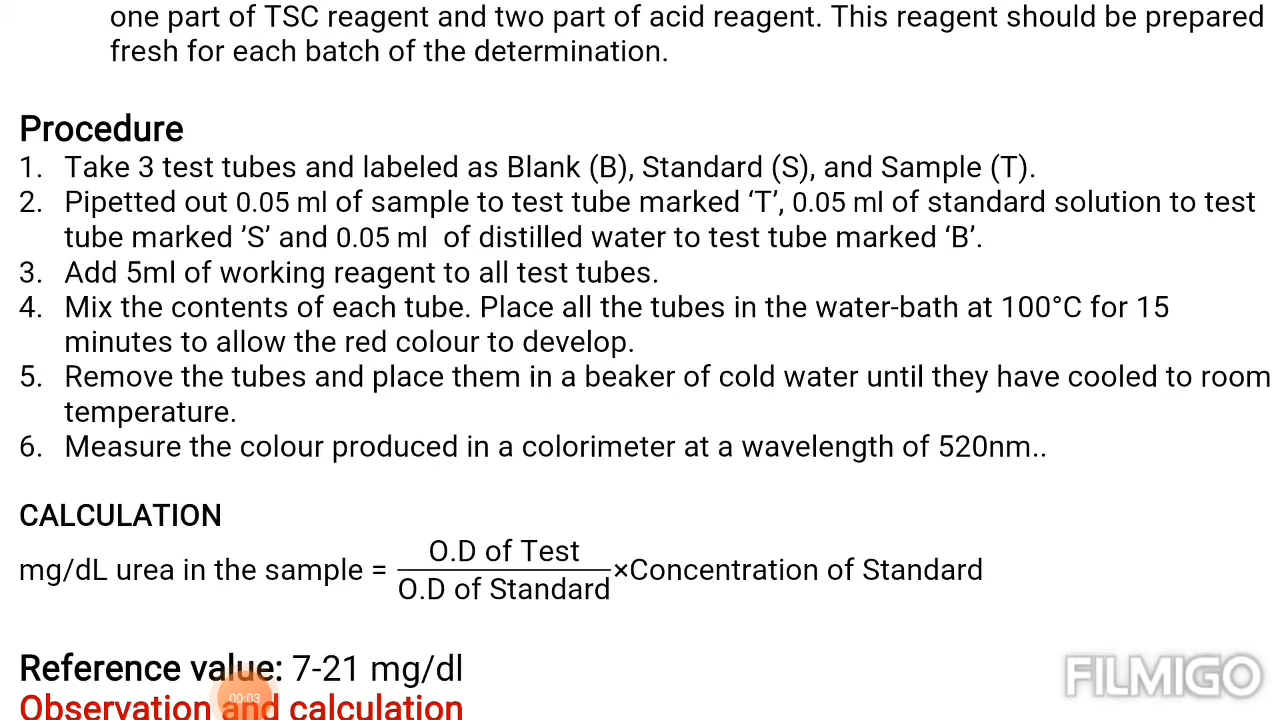 one part of TSC reagent and two part of acid reagent. This reagent should be prepared
fresh for each batch of the determination.
Procedure
1. Take 3 test tubes and labeled as Blank (B), Standard (S), and Sample (T).
2. Pipetted out 0.05 ml of sample to test tube marked ‘T’, 0.05 ml of standard solution to test
tube marked ’S’ and 0.05 ml of distilled water to test tube marked ‘B’.
3. Add 5ml of working reagent to all test tubes.
4. Mix the contents of each tube. Place all the tubes in the water-bath at 100°C for 15
minutes to allow the red colour to develop.
5. Remove the tubes and place them in a beaker of cold water until they have cooled to room
temperature.
6. Measure the colour produced in a colorimeter at a wavelength of 520nm..
CALCULATION
O.D of Test
mg/dL urea in the sample = ×Concentration of Standard
O.D of Standard
Reference value: 7-21 mg/dl
00:03
Observation and calculation
FILMIGO